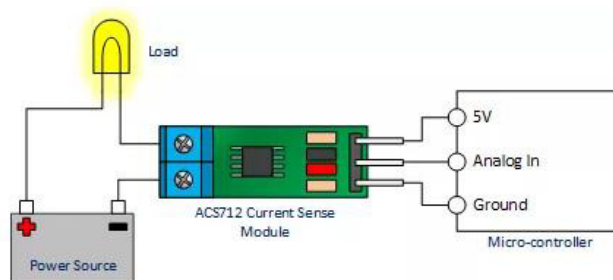 Load
5V
Analog In
Ground
ACS712 Current Sense
Module
Micro-controller
+
-
Power Source